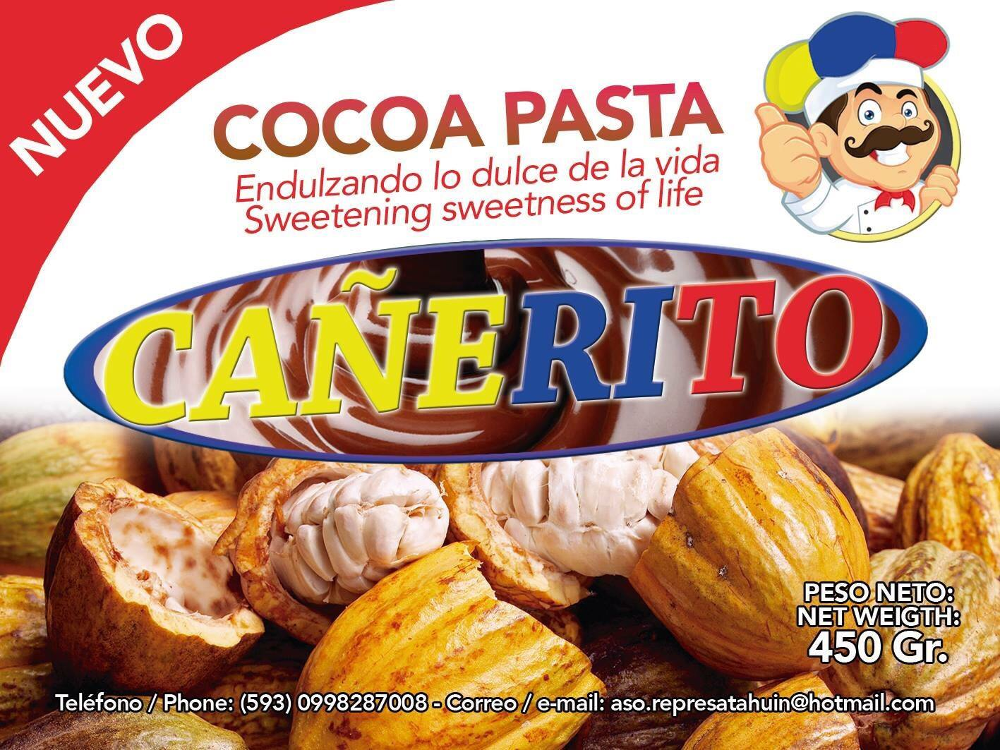 NUEVO
COCOA PASTA
Endulzando lo dulce de la vida
Sweetening sweetness of life
CAÑERITO
PESO NETO:
NET WEIGTH:
450 Gr.
Teléfono / Phone: (593) 0998287008 - Correo / e-mail: aso.represatahuin@hotmail.com